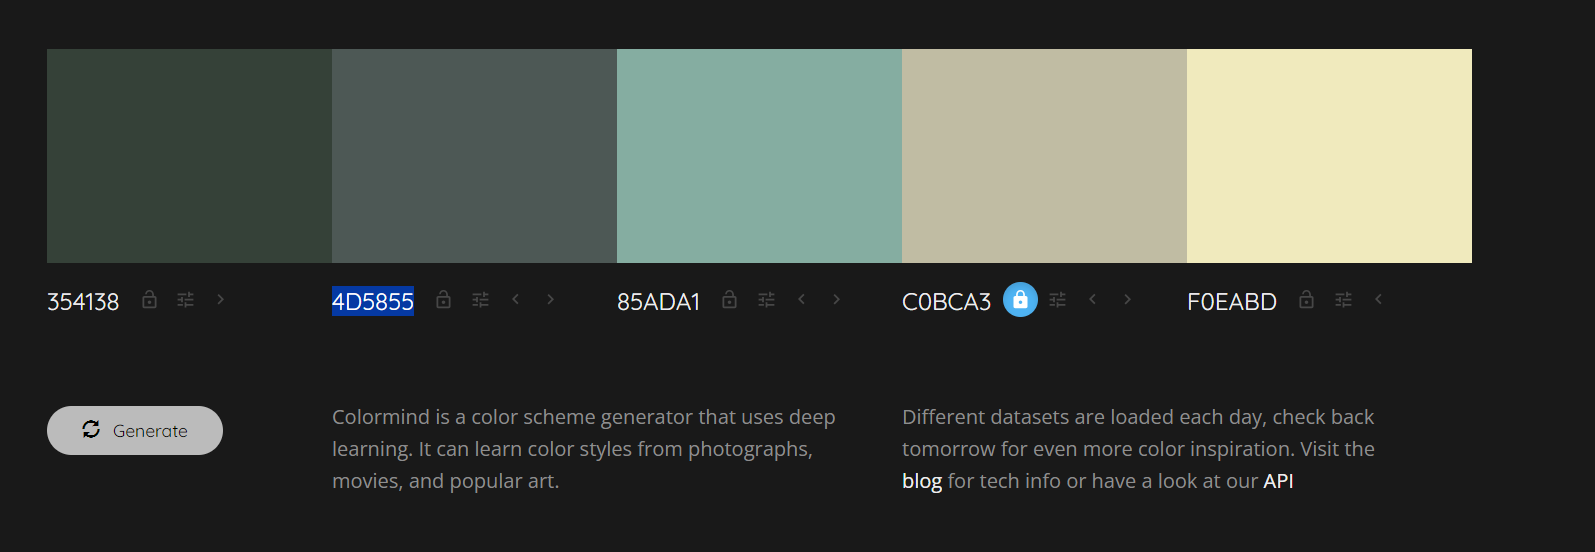 354138 4D5855 85ADA1 C0BCA3 F0EABD
Generate
Colormind is a color scheme generator that uses deep
learning. It can learn color styles from photographs,
movies, and popular art.
Different datasets are loaded each day, check back
tomorrow for even more color inspiration. Visit the
blog for tech info or have a look at our API